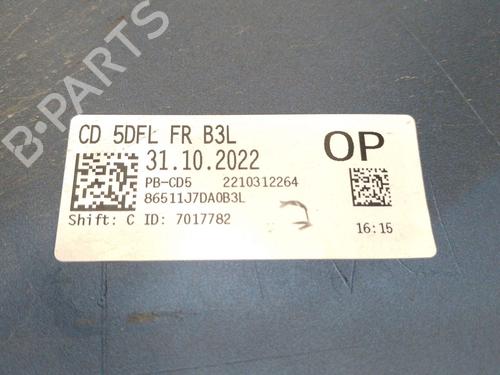 B-PARTS
CD 5DFL FR B3L
OP
31.10.2022
PB-CD5 2210312264
86511J7DA0B3L
Shift: C ID: 7017782
16:15